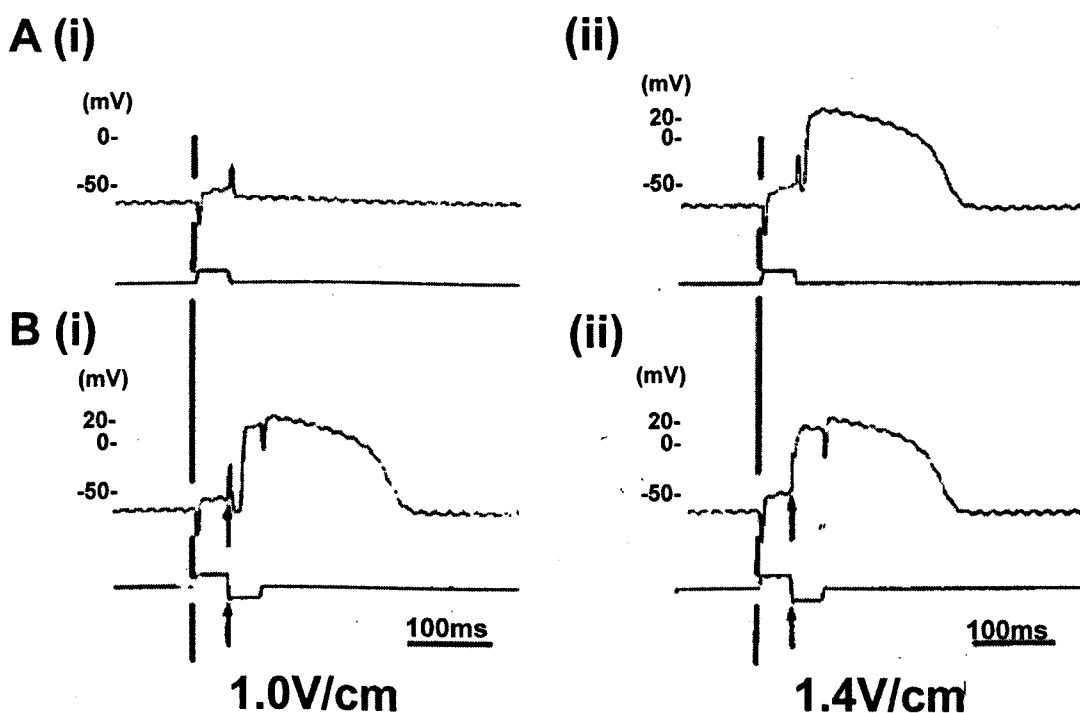 A (i)
(mV)
0-
-50-
(ii)
(mV)
20-
0-
-50-
B (i)
(mV)
20-
0-
-50-
100ms
1.0V/cm
(ii)
(mV)
20-
0-
-50-
100ms
1.4V/cm